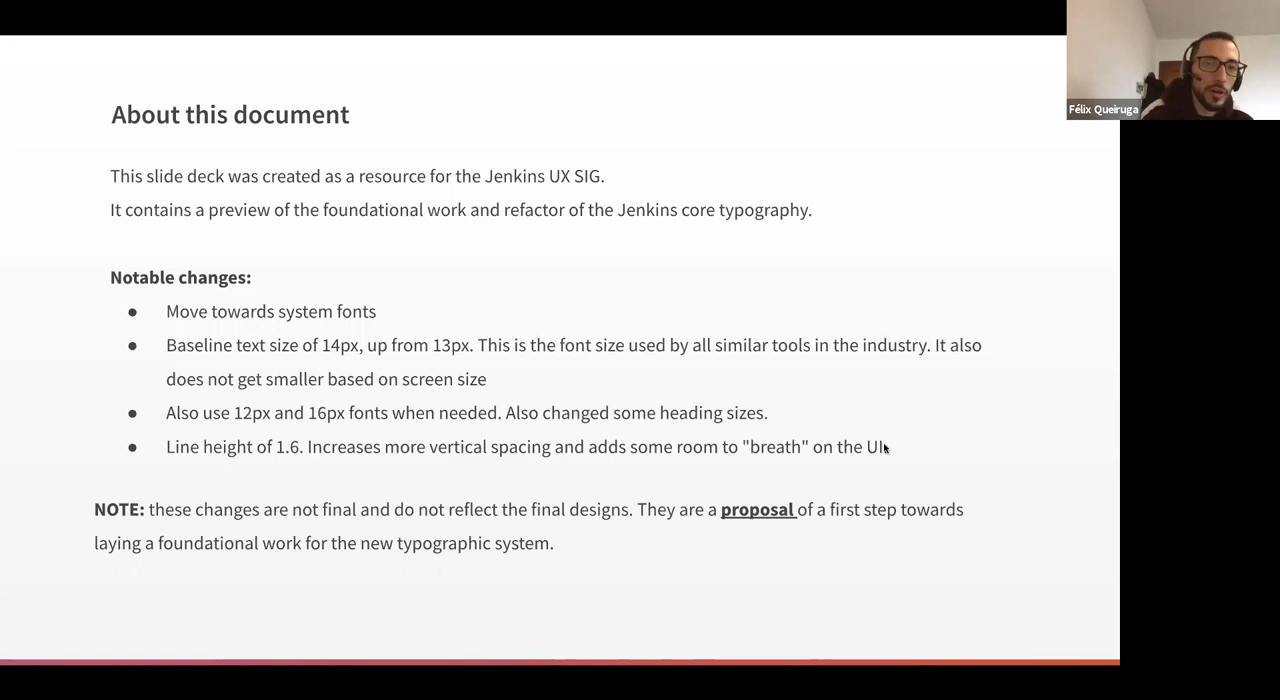 About this document
This slide deck was created as a resource for the Jenkins UX SIG.
It contains a preview of the foundational work and refactor of the Jenkins core typography.
Notable changes:
● Move towards system fonts
● Baseline text size of 14px, up from 13px. This is the font size used by all similar tools in the industry. It also
does not get smaller based on screen size
● Also use 12px and 16px fonts when needed. Also changed some heading sizes.
● Line height of 1.6. Increases more vertical spacing and adds some room to "breath" on the UI.
NOTE: these changes are not final and do not reflect the final designs. They are a proposal of a first step towards
laying a foundational work for the new typographic system.
Félix Queiruga